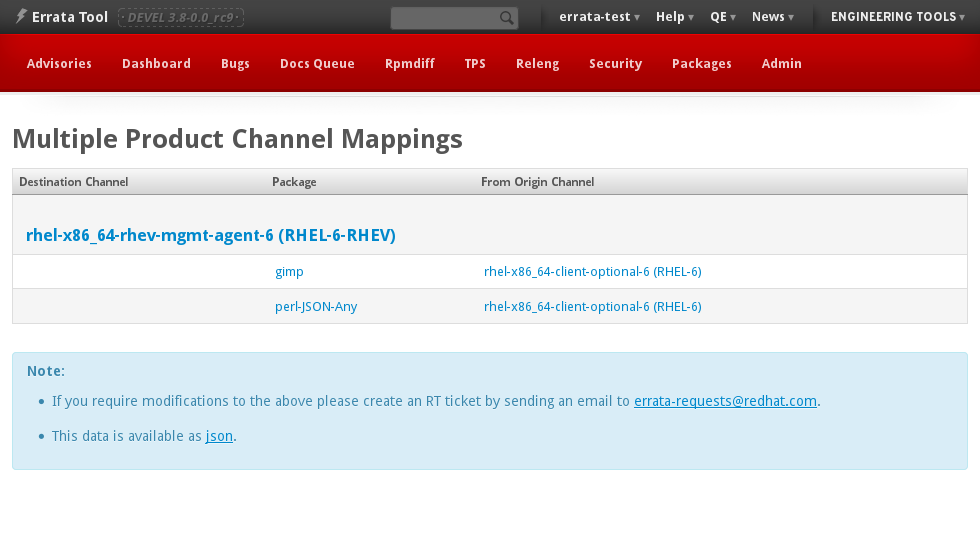 Errata Tool · DEVEL 3.8-0.0_rc9 · errata-test ▾ Help ▾ QE ▾ News ▾ ENGINEERING TOOLS ▾
Advisories Dashboard Bugs Docs Queue Rpmdiff TPS Releng Security Packages Admin
Multiple Product Channel Mappings
Destination Channel Package From Origin Channel
rhel-x86_64-rhev-mgmt-agent-6 (RHEL-6-RHEV)
gimp rhel-x86_64-client-optional-6 (RHEL-6)
perl-JSON-Any rhel-x86_64-client-optional-6 (RHEL-6)
Note:
• If you require modifications to the above please create an RT ticket by sending an email to errata-requests@redhat.com.
• This data is available as json.